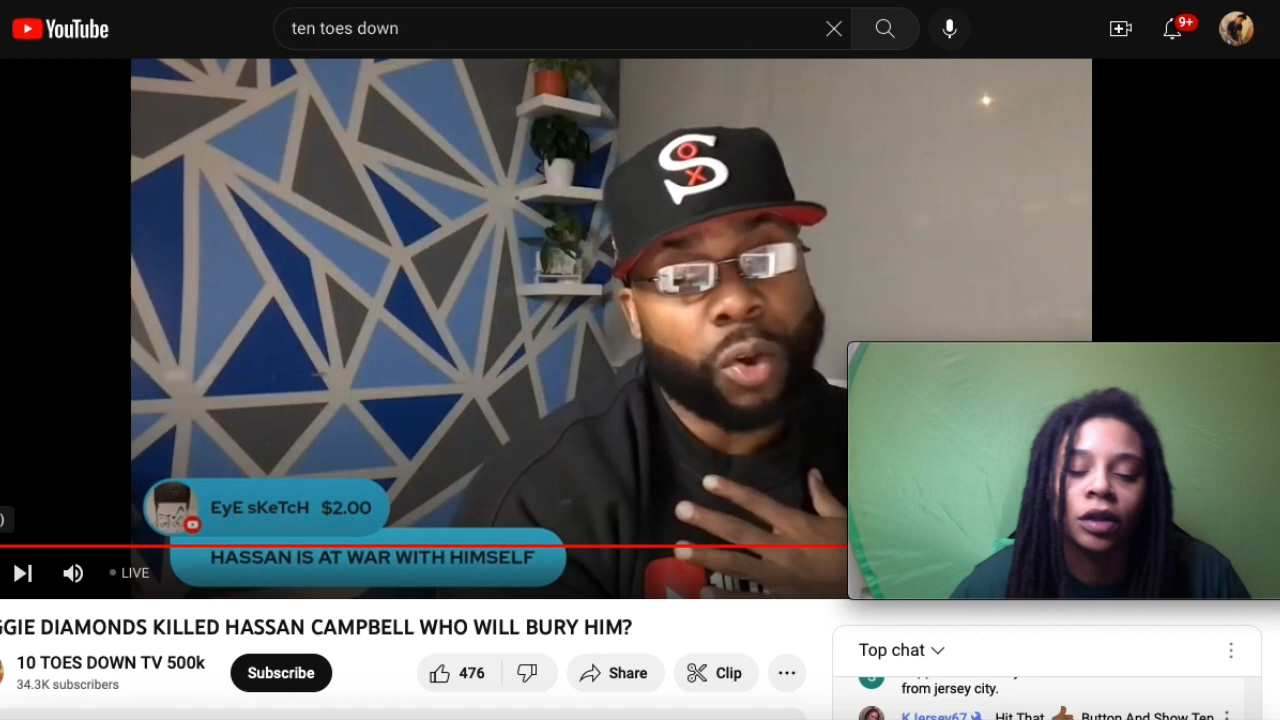 YouTube
ten toes down
9+
SOX
EyE sKeTcH $2.00
HASSAN IS AT WAR WITH HIMSELF
LIVE
GGIE DIAMONDS KILLED HASSAN CAMPBELL WHO WILL BURY HIM?
10 TOES DOWN TV 500k
34.3K subscribers
Subscribe
476
Share
Clip
Top chat
from jersey city.
KJersey67 Hit That Button And Show Ten